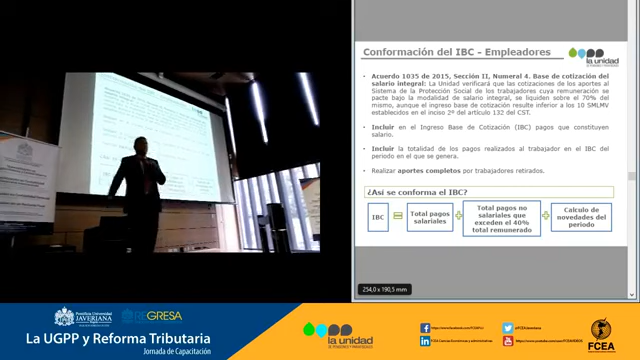 Conformación del IBC - Empleadores
la unidad
• Acuerdo 1035 de 2015, Sección II, Numeral 4. Base de cotización del
salario integral: La Unidad verificará que las cotizaciones de los aportes al
Sistema de la Protección Social de los trabajadores cuya remuneración se
pacte bajo la modalidad de salario integral, se liquiden sobre el 70% del
mismo, aunque el ingreso base de cotización resulte inferior a los 10 SMLMV
establecidos en el inciso 2º del artículo 132 del CST.
• Incluir en el Ingreso Base de Cotización (IBC) pagos que constituyen
salario.
• Incluir la totalidad de los pagos realizados al trabajador en el IBC del
periodo en el que se genera.
• Realizar aportes completos por trabajadores retirados.
¿Así se conforma el IBC?
IBC = Total pagos salariales + Total pagos no salariales que exceden el 40% total remunerado + Calculo de novedades del periodo
254,0 x 190,5 mm
Pontificia Universidad
JAVERIANA
REGRESA
La UGPP y Reforma Tributaria
Jornada de Capacitación
la unidad
FCEA